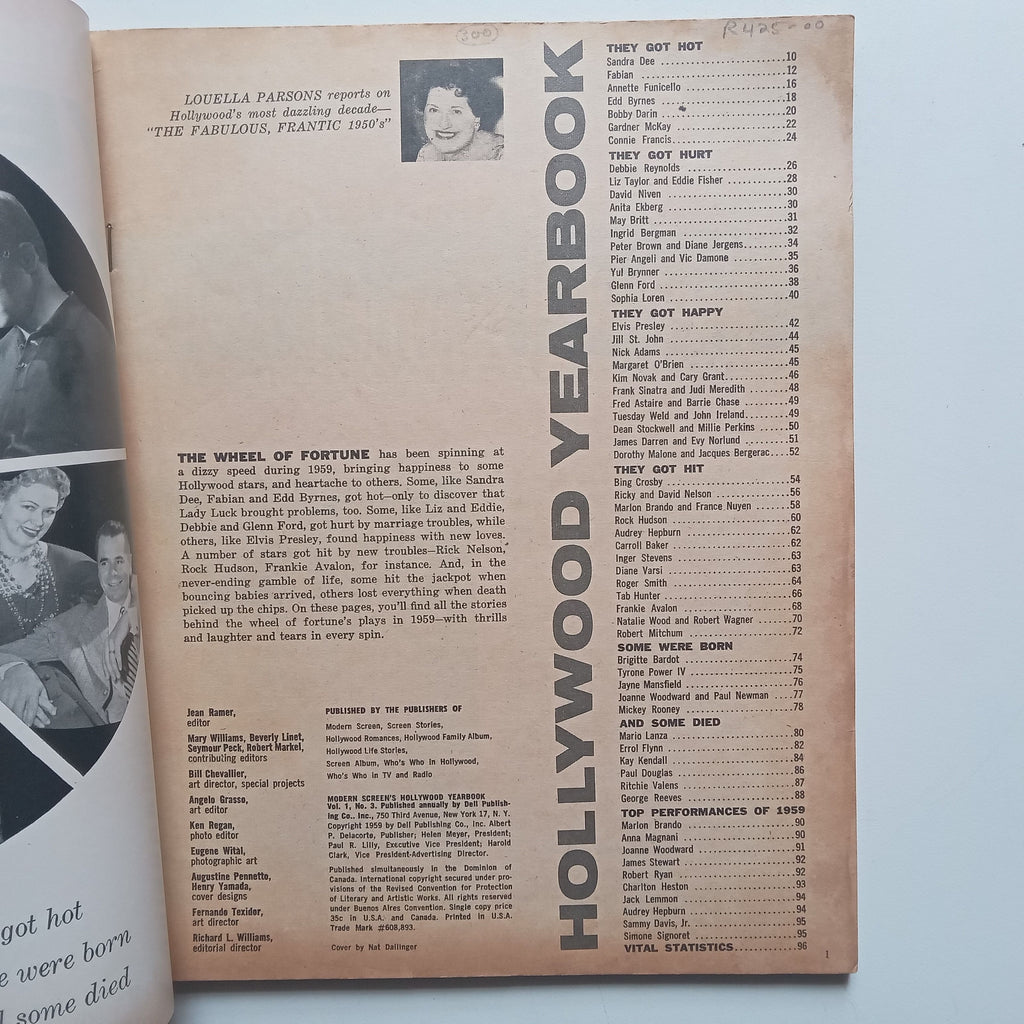 300
R425-00
LOUELLA PARSONS reports on
Hollywood's most dazzling decade—
"THE FABULOUS, FRANTIC 1950's"
THE WHEEL OF FORTUNE has been spinning at
a dizzy speed during 1959, bringing happiness to some
Hollywood stars, and heartache to others. Some, like Sandra
Dee, Fabian and Edd Byrnes, got hot—only to discover that
Lady Luck brought problems, too. Some, like Liz and Eddie,
Debbie and Glenn Ford, got hurt by marriage troubles, while
others, like Elvis Presley, found happiness with new loves.
A number of stars got hit by new troubles—Rick Nelson,
Rock Hudson, Frankie Avalon, for instance. And, in the
never-ending gamble of life, some hit the jackpot when
bouncing babies arrived, others lost everything when death
picked up the chips. On these pages, you'll find all the stories
behind the wheel of fortune's plays in 1959—with thrills
and laughter and tears in every spin.
Jean Ramer,
editor
Mary Williams, Beverly Linet,
Seymour Peck, Robert Markel,
contributing editors
Bill Chevallier,
art director, special projects
Angelo Grasso,
art editor
Ken Regan,
photo editor
Eugene Wital,
photographic art
Augustine Pennetto,
Henry Yamada,
cover designs
Fernando Texidor,
art director
Richard L. Williams,
editorial director
PUBLISHED BY THE PUBLISHERS OF
Modern Screen, Screen Stories,
Hollywood Romances, Hollywood Family Album,
Hollywood Life Stories,
Screen Album, Who's Who in Hollywood,
Who's Who in TV and Radio
MODERN SCREEN'S HOLLYWOOD YEARBOOK
Vol. 1, No. 3. Published annually by Dell Publish-
ing Co., Inc., 750 Third Avenue, New York 17, N. Y.
Copyright 1959 by Dell Publishing Co., Inc. Albert
P. Delacorte, Publisher; Helen Meyer, President;
Paul R. Lilly, Executive Vice President; Harold
Clark, Vice President-Advertising Director.
Published simultaneously in the Dominion of
Canada. International copyright secured under pro-
visions of the Revised Convention for Protection
of Literary and Artistic Works. All rights reserved
under Buenos Aires Convention. Single copy price
35c in U.S.A. and Canada. Printed in U.S.A.
Trade Mark #608,893.
Cover by Nat Dallinger
HOLLYWOOD YEARBOOK
THEY GOT HOT
Sandra Dee ..........10
Fabian ..........12
Annette Funicello ..........16
Edd Byrnes ..........18
Bobby Darin ..........20
Gardner McKay ..........22
Connie Francis..........24
THEY GOT HURT
Debbie Reynolds ..........26
Liz Taylor and Eddie Fisher ..........28
David Niven ..........30
Anita Ekberg ..........30
May Britt ..........31
Ingrid Bergman ..........32
Peter Brown and Diane Jergens..........34
Pier Angeli and Vic Damone ..........35
Yul Brynner ..........36
Glenn Ford ..........38
Sophia Loren ..........40
THEY GOT HAPPY
Elvis Presley ..........42
Jill St. John ..........44
Nick Adams ..........45
Margaret O'Brien ..........45
Kim Novak and Cary Grant..........46
Frank Sinatra and Judi Meredith ..........48
Fred Astaire and Barrie Chase ..........49
Tuesday Weld and John Ireland..........49
Dean Stockwell and Millie Perkins ......50
James Darren and Evy Norlund ..........51
Dorothy Malone and Jacques Bergerac....52
THEY GOT HIT
Bing Crosby ..........54
Ricky and David Nelson ..........56
Marlon Brando and France Nuyen ..........58
Rock Hudson ..........60
Audrey Hepburn ..........62
Carroll Baker ..........62
Inger Stevens ..........63
Diane Varsi ..........63
Roger Smith ..........64
Tab Hunter ..........66
Frankie Avalon ..........68
Natalie Wood and Robert Wagner ..........70
Robert Mitchum ..........72
SOME WERE BORN
Brigitte Bardot ..........74
Tyrone Power IV ..........75
Jayne Mansfield ..........76
Joanne Woodward and Paul Newman ....77
Mickey Rooney ..........78
AND SOME DIED
Mario Lanza ..........80
Errol Flynn ..........82
Kay Kendall ..........84
Paul Douglas ..........86
Ritchie Valens ..........87
George Reeves ..........88
TOP PERFORMANCES OF 1959
Marlon Brando ..........90
Anna Magnani ..........90
Joanne Woodward ..........91
James Stewart ..........92
Robert Ryan ..........92
Charlton Heston ..........93
Jack Lemmon ..........94
Audrey Hepburn ..........94
Sammy Davis, Jr. ..........95
Simone Signoret ..........95
VITAL STATISTICS..........96
1
got hot
e were born
some died